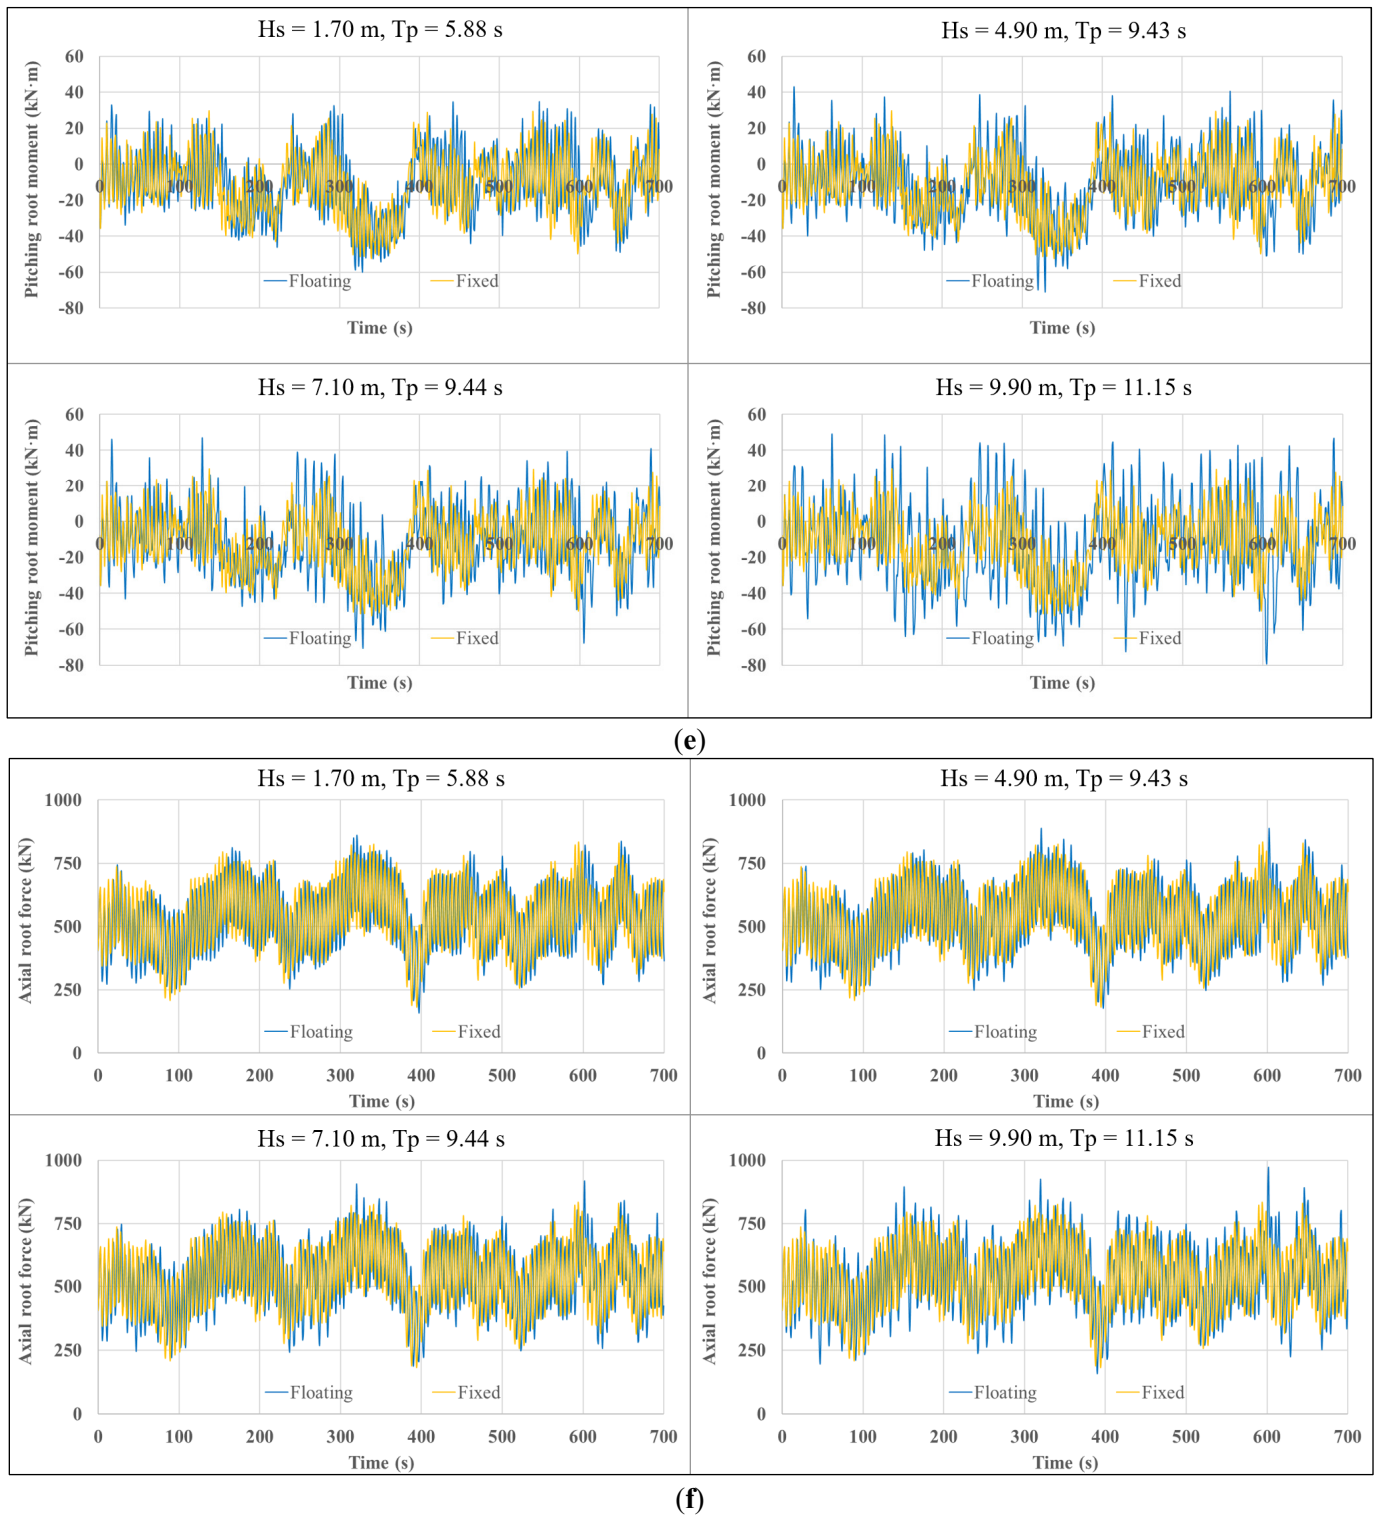 Hs = 1.70 m, Tp = 5.88 s
Pitching root moment (kN·m)
60
40
20
0
-20
-40
-60
-80
0 100 200 300 400 500 600 700
Floating Fixed
Time (s)
Hs = 4.90 m, Tp = 9.43 s
Pitching root moment (kN·m)
60
40
20
0
-20
-40
-60
-80
0 100 200 300 400 500 600 700
Floating Fixed
Time (s)
Hs = 7.10 m, Tp = 9.44 s
Pitching root moment (kN·m)
60
40
20
0
-20
-40
-60
-80
0 100 200 300 400 500 600 700
Floating Fixed
Time (s)
Hs = 9.90 m, Tp = 11.15 s
Pitching root moment (kN·m)
60
40
20
0
-20
-40
-60
-80
0 100 200 300 400 500 600 700
Floating Fixed
Time (s)
(e)
Hs = 1.70 m, Tp = 5.88 s
Axial root force (kN)
1000
750
500
250
0
Floating Fixed
0 100 200 300 400 500 600 700
Time (s)
Hs = 4.90 m, Tp = 9.43 s
Axial root force (kN)
1000
750
500
250
0
Floating Fixed
0 100 200 300 400 500 600 700
Time (s)
Hs = 7.10 m, Tp = 9.44 s
Axial root force (kN)
1000
750
500
250
0
Floating Fixed
0 100 200 300 400 500 600 700
Time (s)
Hs = 9.90 m, Tp = 11.15 s
Axial root force (kN)
1000
750
500
250
0
Floating Fixed
0 100 200 300 400 500 600 700
Time (s)
(f)